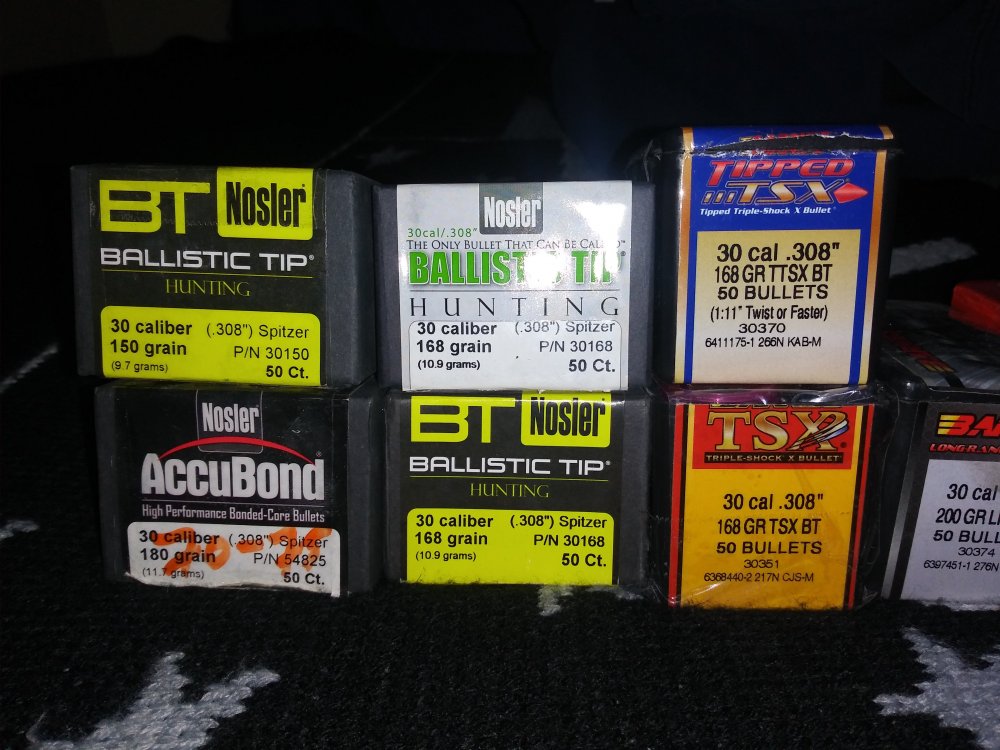 BT Nosler®
BALLISTIC TIP®
HUNTING
30 caliber (.308") Spitzer
150 grain P/N 30150
(9.7 grams) 50 Ct.
Nosler
30cal/.308"
THE ONLY BULLET THAT CAN BE CALLED™
BALLISTIC TIP®
HUNTING
30 caliber (.308") Spitzer
168 grain P/N 30168
(10.9 grams) 50 Ct.
TIPPED
TSX
Tipped Triple-Shock X Bullet
30 cal .308"
168 GR TTSX BT
50 BULLETS
(1:11" Twist or Faster)
30370
6411175-1 266N KAB-M
Nosler
AccuBond®
High Performance Bonded-Core Bullets
30 caliber (.308") Spitzer
180 grain P/N 54825
(11.7 grams) 50 Ct.
BT Nosler®
BALLISTIC TIP®
HUNTING
30 caliber (.308") Spitzer
168 grain P/N 30168
(10.9 grams) 50 Ct.
TSX®
TRIPLE-SHOCK X BULLET
30 cal .308"
168 GR TSX BT
50 BULLETS
30351
6368440-2 217N CJS-M
BAR
LONG RAN
30 cal
200 GR L
50 BUL
30374
6397451-1 276N